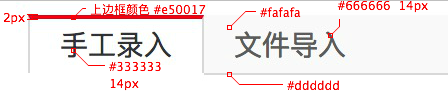 上边框颜色 #e50017
2px
#fafafa
#666666 14px
手工录入
文件导入
#333333
14px
#dddddd